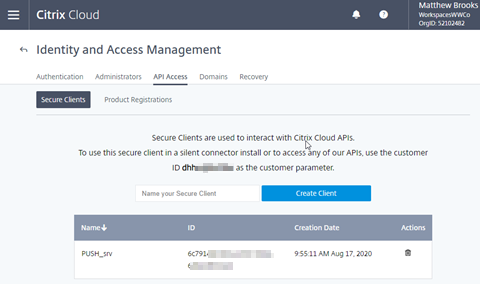 Citrix Cloud
Matthew Brooks
WorkspacesWWCo
OrgID: 52102482
Identity and Access Management
Authentication Administrators API Access Domains Recovery
Secure Clients Product Registrations
Secure Clients are used to interact with Citrix Cloud APIs.
To use this secure client in a silent connector install or to access any of our APIs, use the customer
ID dhh as the customer parameter.
Name your Secure Client Create Client
Name ID Creation Date Actions
PUSH_srv 6c791 9:55:11 AM Aug 17, 2020